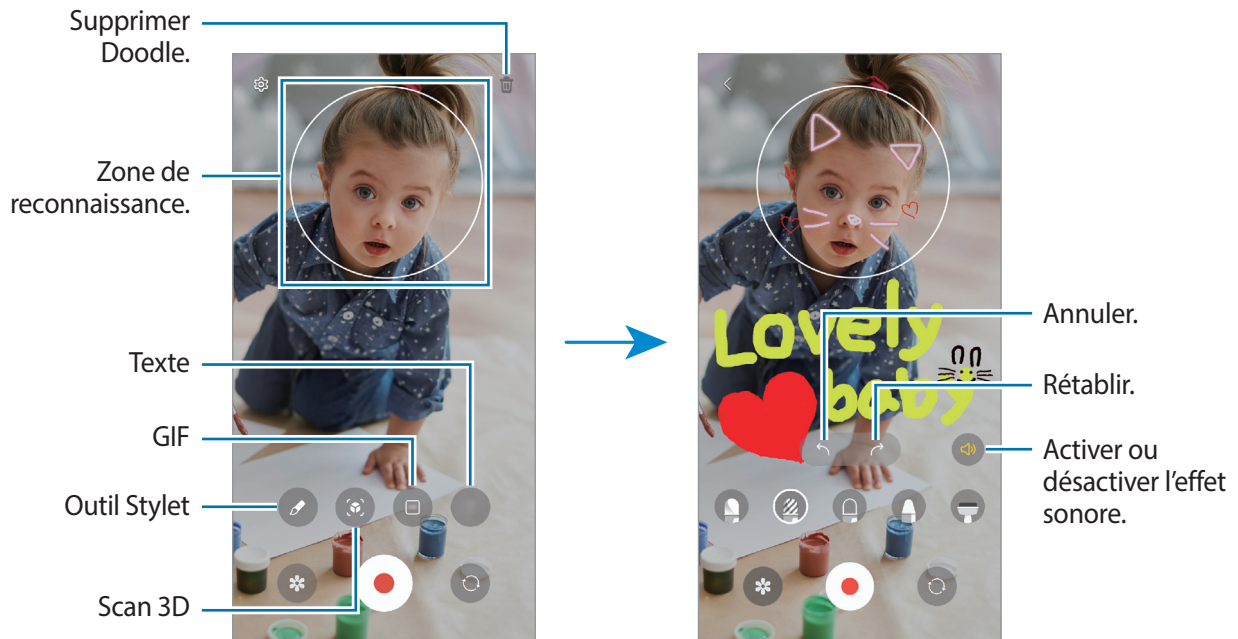 Supprimer
Doodle.
Zone de
reconnaissance.
Texte
GIF
Outil Stylet
Scan 3D
Lovely
baby
Annuler.
Rétablir.
Activer ou
désactiver l’effet
sonore.